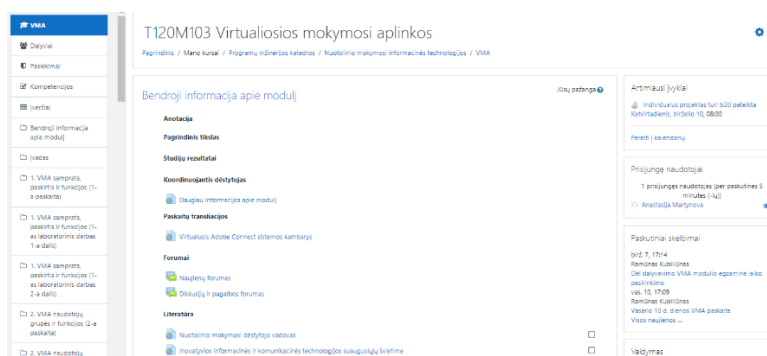 VMA
Dalyviai
Pasiekimai
Kompetencijos
Įverčiai
Bendroji informacija
apie modulį
Įvadas
1. VMA samprata,
paskirtis ir funkcijos (1-
a paskaita)
1. VMA samprata,
paskirtis ir funkcijos (1-
as laboratorinis darbas
1-a dalis)
1. VMA samprata,
paskirtis ir funkcijos (1-
as laboratorinis darbas
2-a dalis)
2. VMA naudotojų
grupės ir funkcijos (2-a
paskaita)
2. VMA naudotojų
T120M103 Virtualiosios mokymosi aplinkos
Pagrindinis / Mano kursai / Programų inžinerijos katedros / Nuotolinio mokymosi informacinės technologijos / VMA
Bendroji informacija apie modulį
Jūsų pažanga
Anotacija
Pagrindinis tikslas
Studijų rezultatai
Koordinuojantis dėstytojas
Daugiau informacijos apie modulį
Paskaitų transliacijos
Virtualusis Adobe Connect sistemos kambarys
Forumai
Naujienų forumas
Diskusijų ir pagalbos forumas
Literatūra
Nuotolinio mokymosi dėstytojo vadovas
Inovatyvios informacinės ir komunikacinės technologijos suaugusiųjų švietime
Artimiausi įvykiai
Individualus projektas turi būti pateikta
Ketvirtadienis, birželio 10, 08:00
Pereiti į kalendorių
Prisijungę naudotojai
1 prisijungęs naudotojas (per paskutines 5
minutes (-ių))
Anastasija Martynova
Paskutiniai skelbimai
birž. 7, 17:14
Ramūnas Kubiliūnas
Dėl dalyvavimo VMA modulio egzamine laiko
pasirinkimo
vas. 10, 17:09
Ramūnas Kubiliūnas
Vasario 10 d. dienos VMA paskaita
Visos naujienos ...
Valdymas